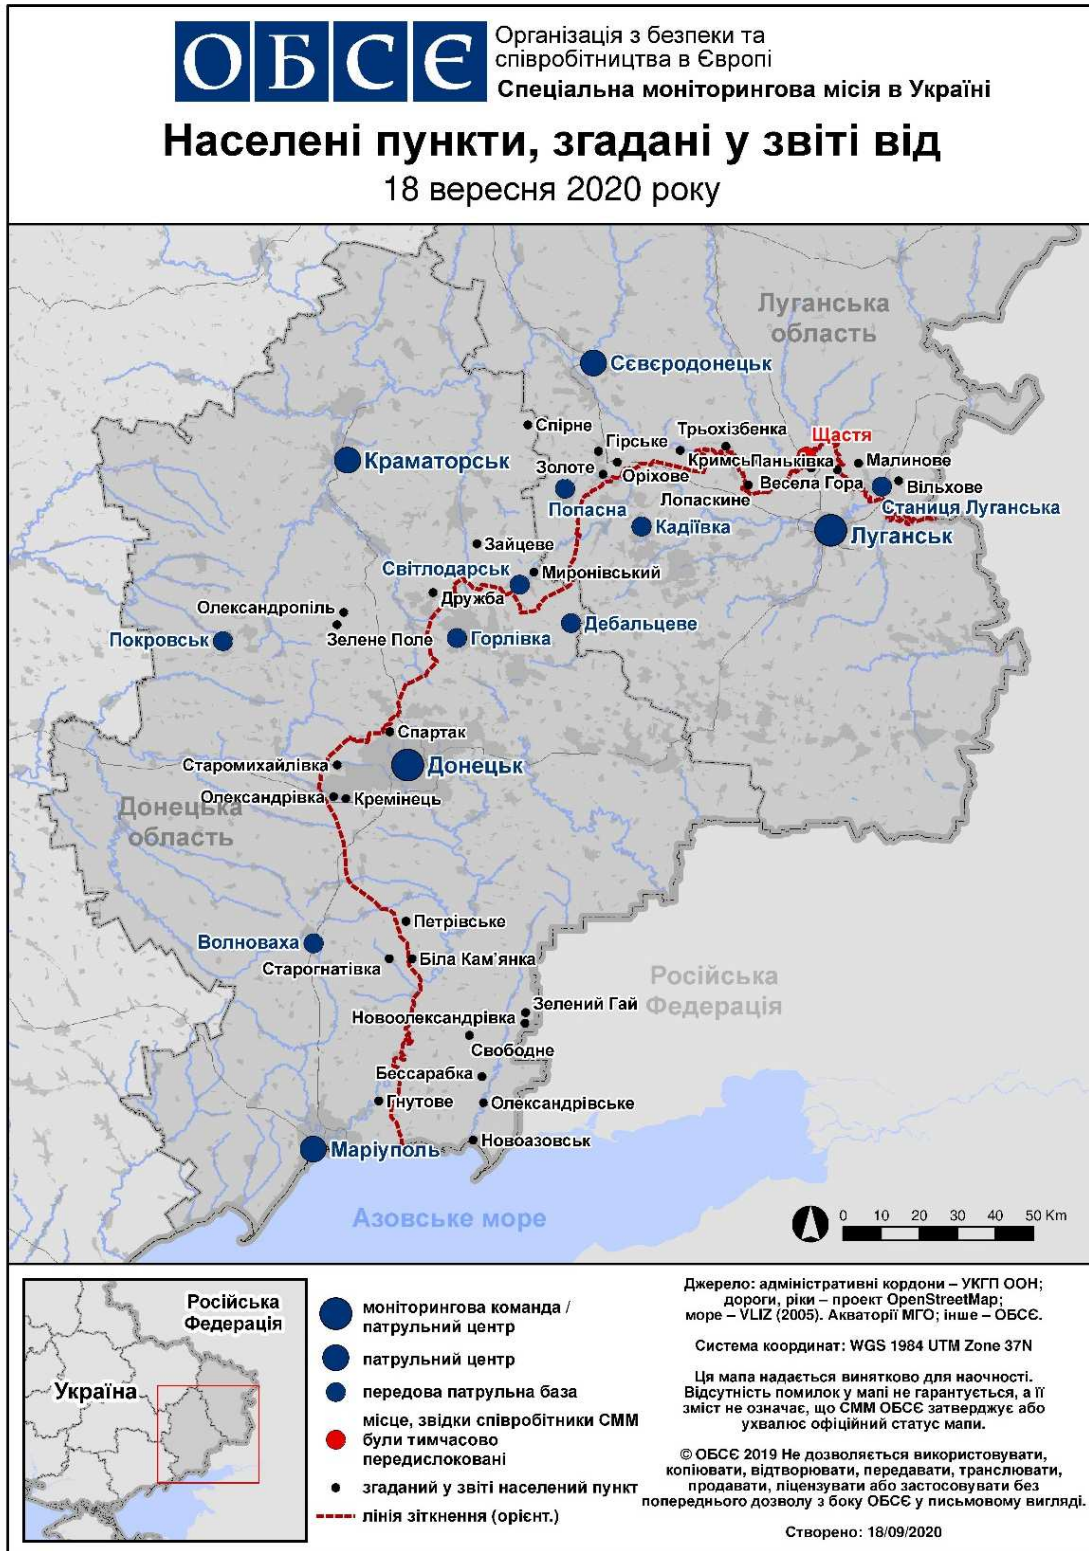 ОБСЄ
Організація з безпеки та
співробітництва в Європі
Спеціальна моніторингова місія в Україні
Населені пункти, згадані у звіті від
18 вересня 2020 року
Луганська
область
Сєвєродонецьк
Спірне
Гірське
Трьохізбенка
Щастя
Краматорськ
Золоте
Оріхове
Кримсь
Паньківка
Малинове
Попасна
Лопаскине
Весела Гора
Вільхове
Станиця Луганська
Кадіївка
Луганськ
Зайцеве
Світлодарськ
Миронівський
Олександропіль
Дружба
Дебальцеве
Покровськ
Зелене Поле
Горлівка
Спартак
Старомихайлівка
Донецьк
Олександрівка
Кремінець
Донецька
область
Петрівське
Волноваха
Старогнатівка
Біла Кам'янка
Російська
Федерація
Зелений Гай
Новоолександрівка
Свободне
Бессарабка
Гнутове
Олександрівське
Новоазовськ
Маріуполь
Азовське море
0 10 20 30 40 50 Km
Російська
Федерація
Україна
моніторингова команда /
патрульний центр
патрульний центр
передова патрульна база
місце, звідки співробітники СММ
були тимчасово
передислоковані
згаданий у звіті населений пункт
лінія зіткнення (орієнт.)
Джерело: адміністративні кордони – УКГП ООН;
дороги, ріки – проект OpenStreetMap;
море – VLIZ (2005). Акваторії МГО; інше – ОБСЄ.
Система координат: WGS 1984 UTM Zone 37N
Ця мапа надається винятково для наочності.
Відсутність помилок у мапі не гарантується, а її
зміст не означає, що СММ ОБСЄ затверджує або
ухвалює офіційний статус мапи.
© ОБСЄ 2019 Не дозволяється використовувати,
копіювати, відтворювати, передавати, транслювати,
продавати, ліцензувати або застосовувати без
попереднього дозволу з боку ОБСЄ у письмовому вигляді.
Створено: 18/09/2020